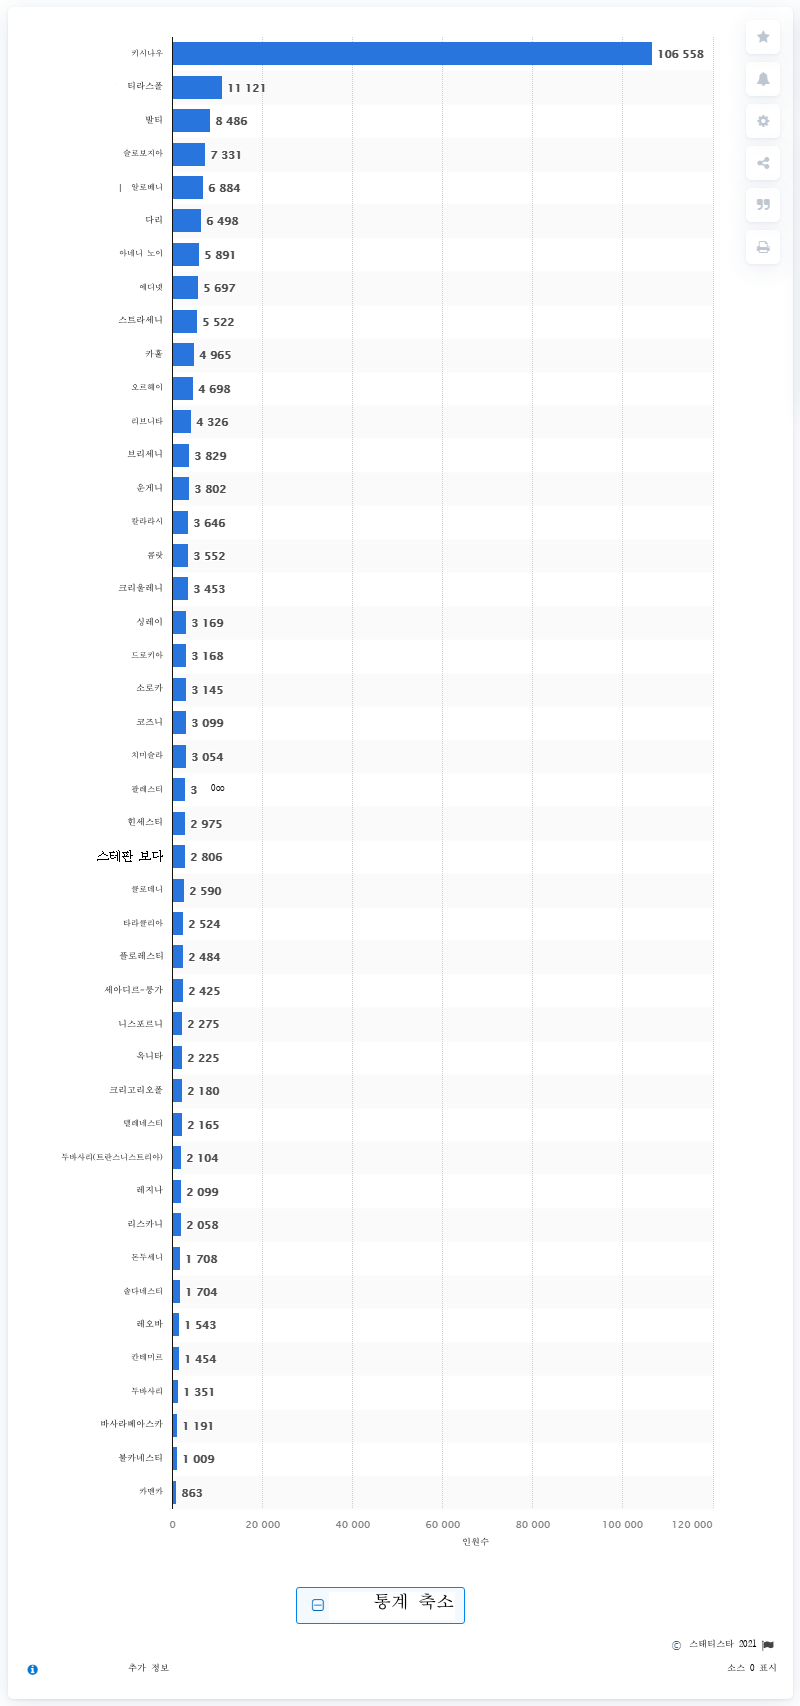 키시나우 106 558
티라스폴 11 121
발티 8 486
슬로보지아 7 331
| 알로베니 6 884
다리 6 498
아네니 노이 5 891
에디넷 5 697
스트라세니 5 522
카훌 4 965
오르헤이 4 698
리브니타 4 326
브리세니 3 829
운게니 3 802
칼라라시 3 646
콤랏 3 552
크리울레니 3 453
싱레이 3 169
드로키아 3 168
소로카 3 145
코즈니 3 099
치미슬라 3 054
팔레스티 3
힌세스티 2 975
스테판 보다 2 806
글로데니 2 590
타라클리아 2 524
플로레스티 2 484
세아디르-룽가 2 425
니스포르니 2 275
옥니타 2 225
크리고리오폴 2 180
텔레네스티 2 165
두바사리(트란스니스트리아) 2 104
레지나 2 099
리스카니 2 058
돈두세니 1 708
솔다네스티 1 704
레오바 1 543
칸테미르 1 454
두바사리 1 351
바사라베아스카 1 191
불카네스티 1 009
카멘카 863
0 20 000 40 000 60 000 80 000 100 000 120 000
인원수
통계 축소
© 스태티스타 2021
추가 정보 소스 0 표시